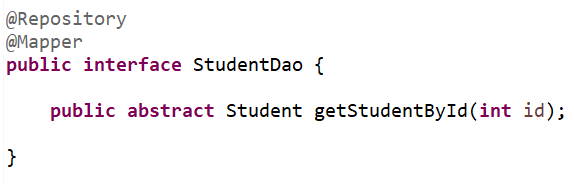 @Repository
@Mapper
public interface StudentDao {
public abstract Student getStudentById(int id);
}